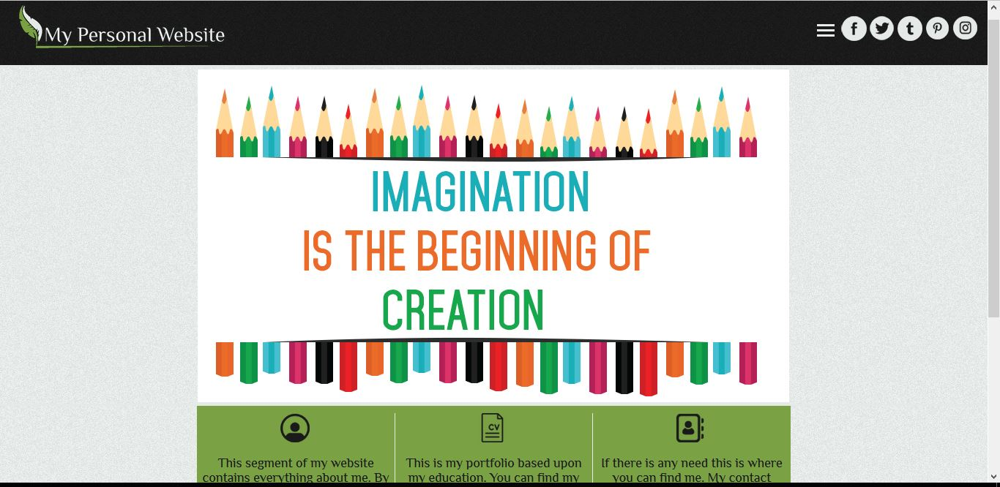 My Personal Website
IMAGINATION
IS THE BEGINNING OF
CREATION
CV
This segment of my website
contains everything about me. By
This is my portfolio based upon
my education. You can find my
If there is any need this is where
you can find me. My contact